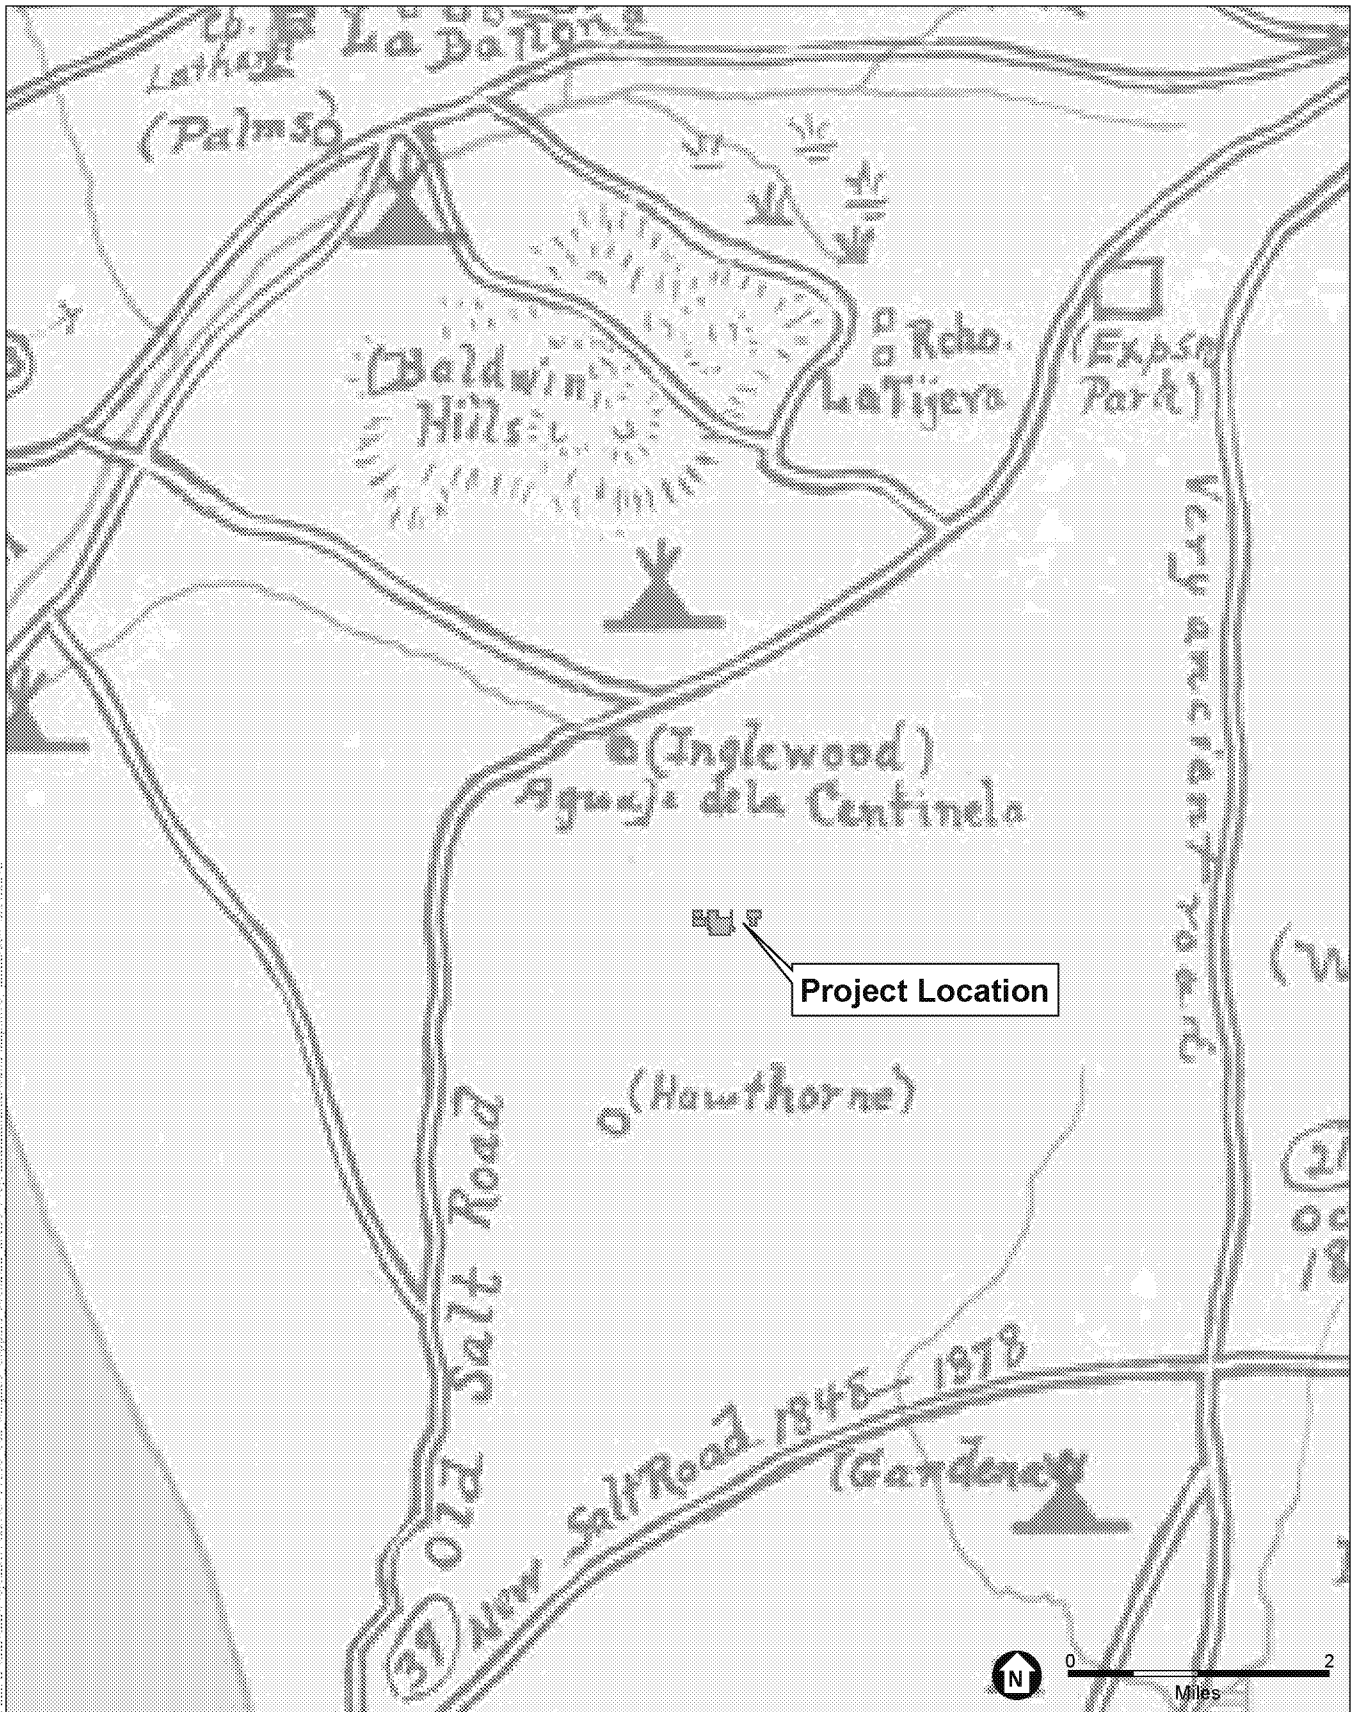 La Ballona
(Palms)
Rcho.
La Tijera
(Expsn
Park)
(Baldwin
Hills
Very ancient road
(Inglewood)
Aguaje de la Centinela
Project Location
(Hawthorne)
Old Salt Road
New Salt Road 1848 - 1878
(Gardena)
37
21
N
0
2
Miles